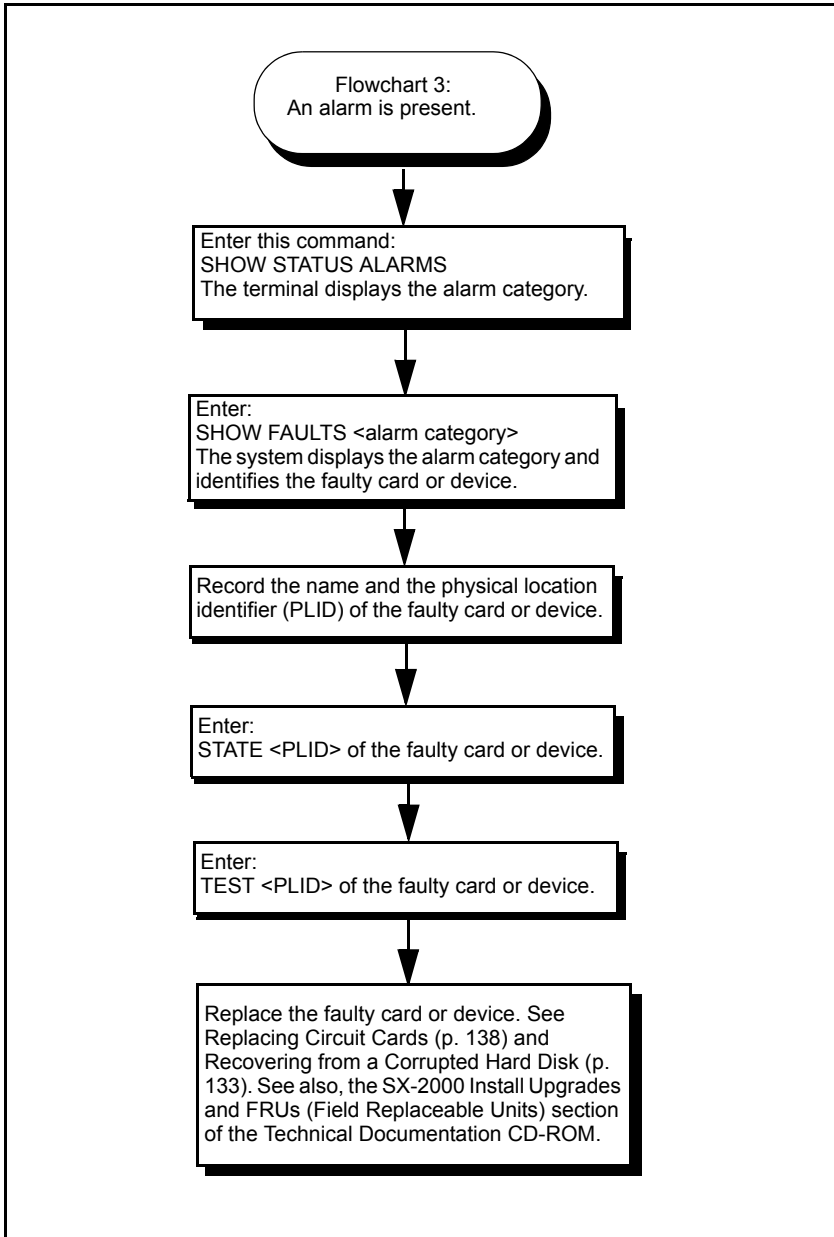 Flowchart 3:
An alarm is present.
Enter this command:
SHOW STATUS ALARMS
The terminal displays the alarm category.
Enter:
SHOW FAULTS <alarm category>
The system displays the alarm category and
identifies the faulty card or device.
Record the name and the physical location
identifier (PLID) of the faulty card or device.
Enter:
STATE <PLID> of the faulty card or device.
Enter:
TEST <PLID> of the faulty card or device.
Replace the faulty card or device. See
Replacing Circuit Cards (p. 138) and
Recovering from a Corrupted Hard Disk (p.
133). See also, the SX-2000 Install Upgrades
and FRUs (Field Replaceable Units) section
of the Technical Documentation CD-ROM.